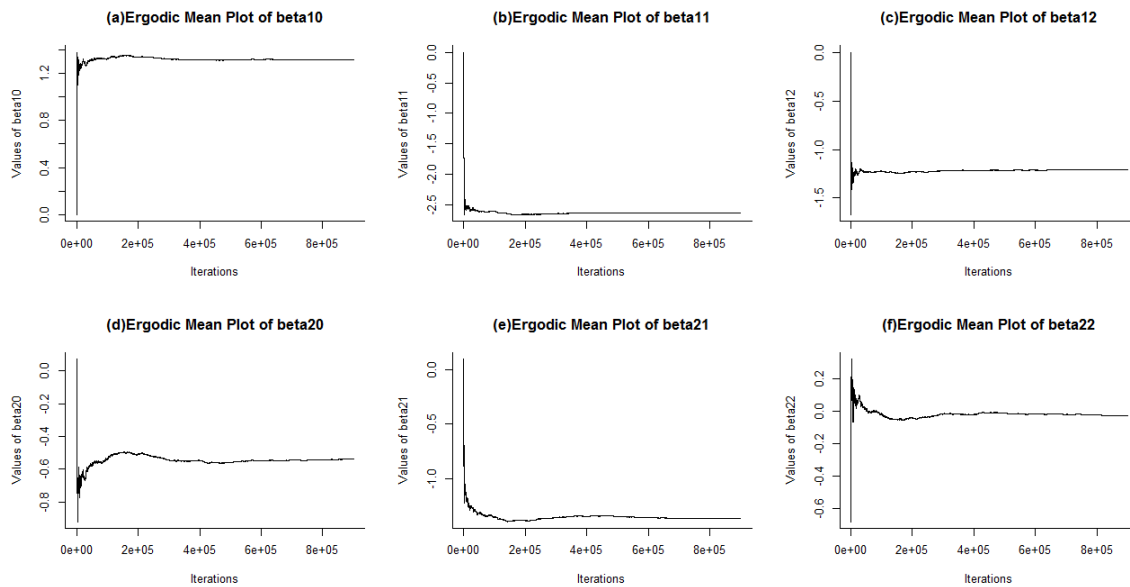 (a)Ergodic Mean Plot of beta10
Values of beta10
0.0
0.4
0.8
1.2
0e+00 2e+05 4e+05 6e+05 8e+05
Iterations
(b)Ergodic Mean Plot of beta11
Values of beta11
0.0
-0.5
-1.0
-1.5
-2.0
-2.5
0e+00 2e+05 4e+05 6e+05 8e+05
Iterations
(c)Ergodic Mean Plot of beta12
Values of beta12
0.0
-0.5
-1.0
-1.5
0e+00 2e+05 4e+05 6e+05 8e+05
Iterations
(d)Ergodic Mean Plot of beta20
Values of beta20
0.0
-0.2
-0.4
-0.6
-0.8
0e+00 2e+05 4e+05 6e+05 8e+05
Iterations
(e)Ergodic Mean Plot of beta21
Values of beta21
0.0
-0.5
-1.0
0e+00 2e+05 4e+05 6e+05 8e+05
Iterations
(f)Ergodic Mean Plot of beta22
Values of beta22
0.2
0.0
-0.2
-0.4
-0.6
0e+00 2e+05 4e+05 6e+05 8e+05
Iterations